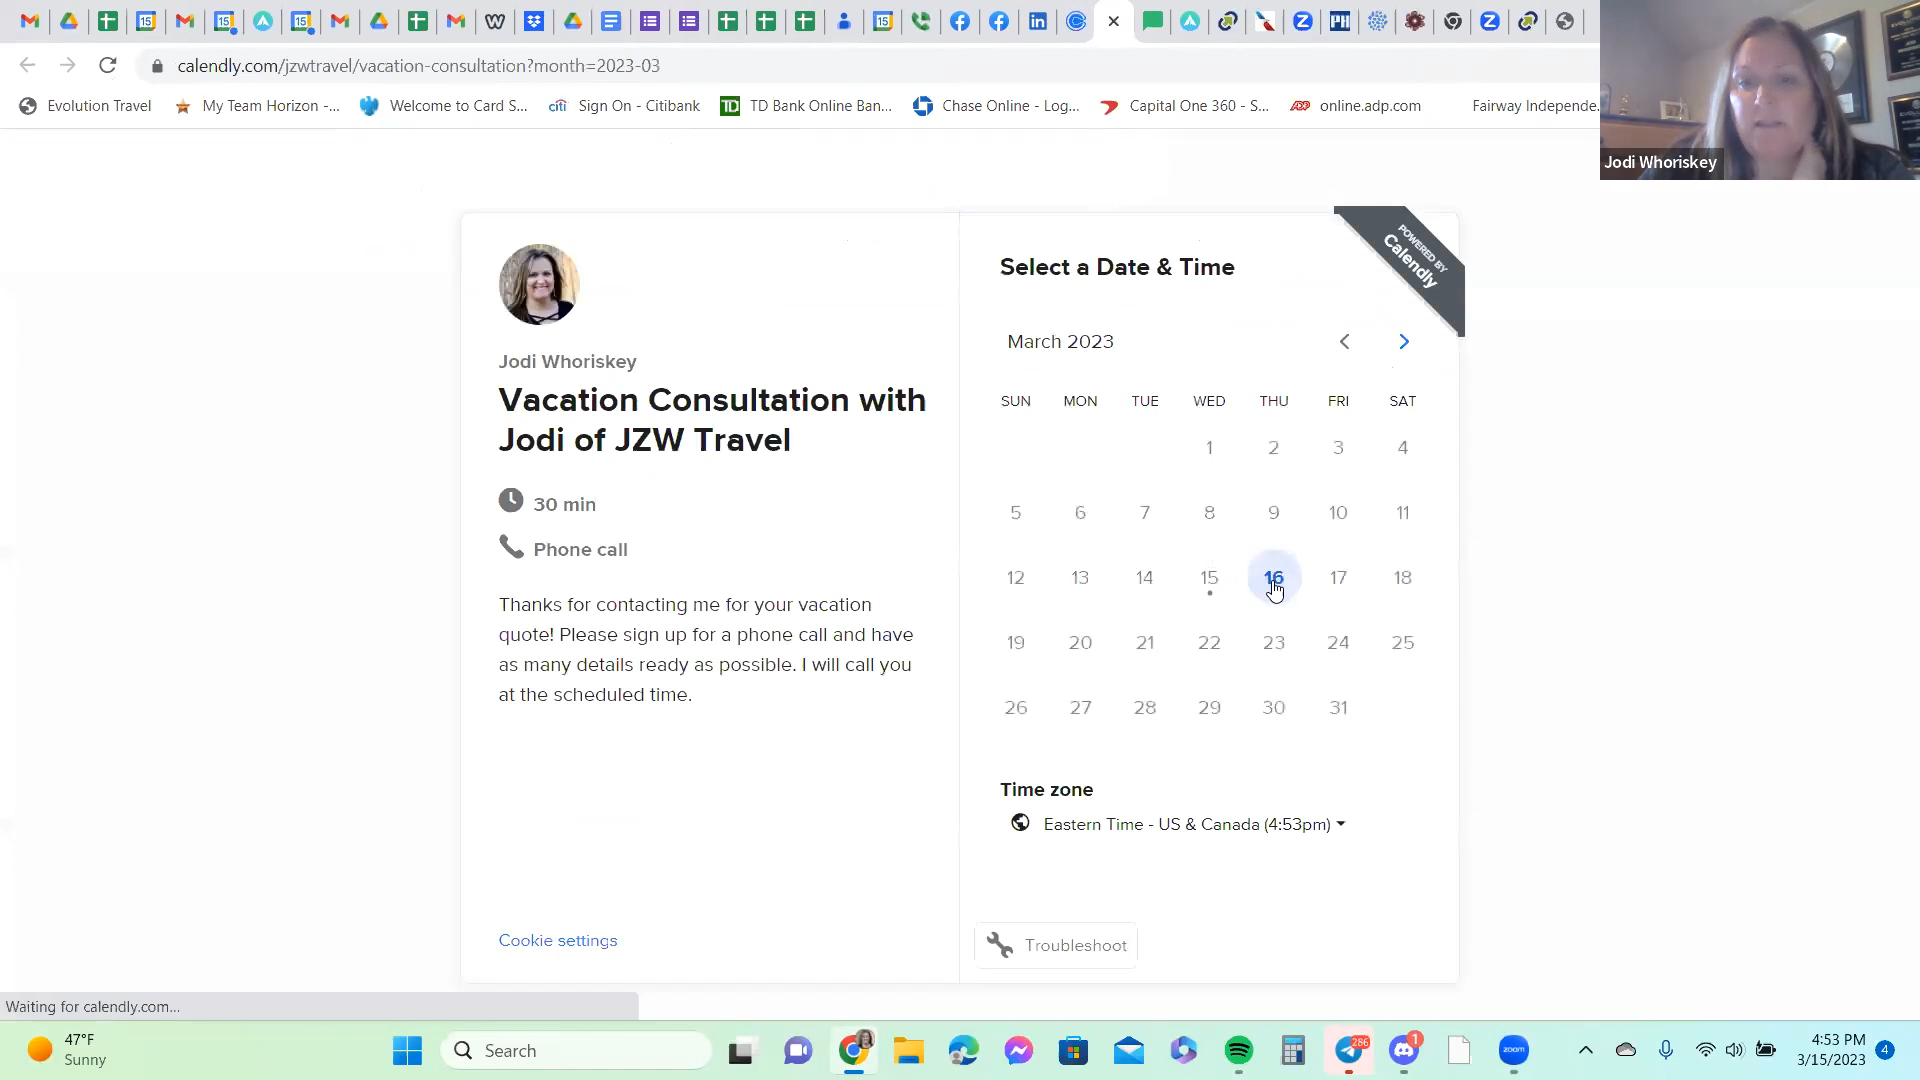 calendly.com/jzwtravel/vacation-consultation?month=2023-03
Evolution Travel
My Team Horizon -...
Welcome to Card S...
citi
Sign On - Citibank
TD
TD Bank Online Ban...
Chase Online - Log...
Capital One 360 - S...
ADP
online.adp.com
Fairway Independe...
Jodi Whoriskey
POWERED BY
Calendly
Jodi Whoriskey
Vacation Consultation with
Jodi of JZW Travel
30 min
Phone call
Thanks for contacting me for your vacation
quote! Please sign up for a phone call and have
as many details ready as possible. I will call you
at the scheduled time.
Cookie settings
Select a Date & Time
March 2023
SUN MON TUE WED THU FRI SAT
1 2 3 4
5 6 7 8 9 10 11
12 13 14 15 16 17 18
19 20 21 22 23 24 25
26 27 28 29 30 31
Time zone
Eastern Time - US & Canada (4:53pm)
Troubleshoot
Waiting for calendly.com...
47°F
Sunny
Search
286
1
zoom
4:53 PM
3/15/2023
4